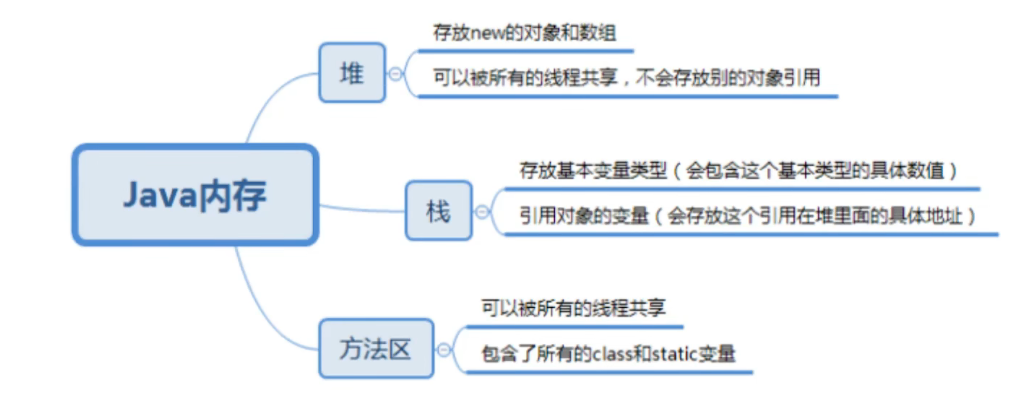 Java内存
堆
存放new的对象和数组
可以被所有的线程共享，不会存放别的对象引用
栈
存放基本变量类型（会包含这个基本类型的具体数值）
引用对象的变量（会存放这个引用在堆里面的具体地址）
方法区
可以被所有的线程共享
包含了所有的class和static变量